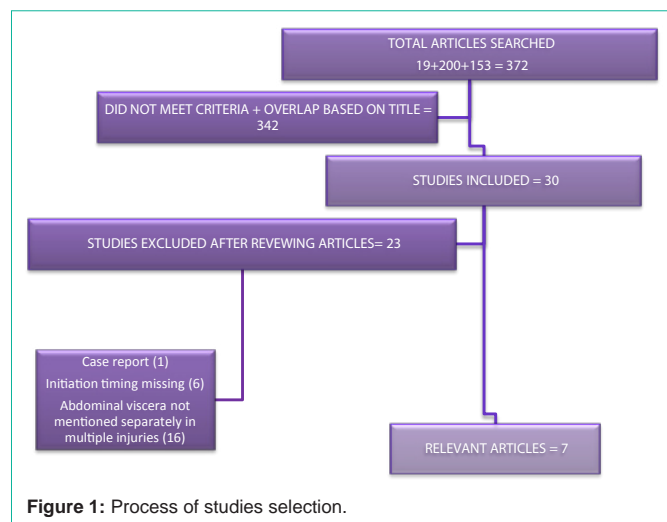 TOTAL ARTICLES SEARCHED
19+200+153 = 372
DID NOT MEET CRITERIA + OVERLAP BASED ON TITLE =
342
STUDIES INCLUDED = 30
STUDIES EXCLUDED AFTER REVEWING ARTICLES= 23
Case report (1)
Initiation timing missing (6)
Abdominal viscera not
mentioned separately in
multiple injuries (16)
RELEVANT ARTICLES = 7
Figure 1: Process of studies selection.